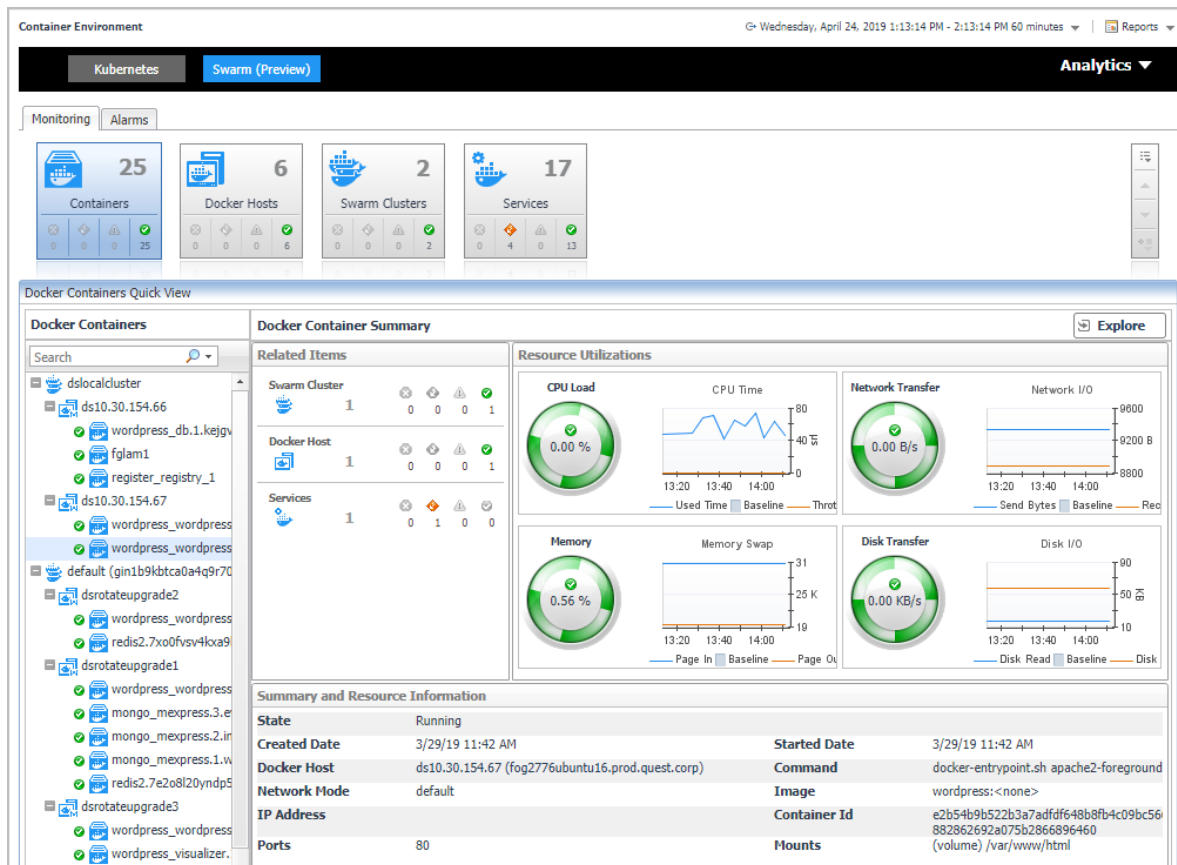 Container Environment
Wednesday, April 24, 2019 1:13:14 PM - 2:13:14 PM 60 minutes
Reports
Kubernetes
Swarm (Preview)
Analytics
Monitoring
Alarms
25
Containers
0 0 0 25
6
Docker Hosts
0 0 0 6
2
Swarm Clusters
0 0 0 2
17
Services
0 4 0 13
Docker Containers Quick View
Docker Containers
Search
dslocalcluster
ds10.30.154.66
wordpress_db.1.kejgv
fglam1
register_registry_1
ds10.30.154.67
wordpress_wordpress
wordpress_wordpress
default (gin1b9kbtca0a4q9r70
dsrotateupgrade2
wordpress_wordpress
redis2.7xo0fvsv4kxa9
dsrotateupgrade1
wordpress_wordpress
mongo_mexpress.3.e
mongo_mexpress.2.in
mongo_mexpress.1.w
redis2.7e2o8l20yndp5
dsrotateupgrade3
wordpress_wordpress
wordpress_visualizer.
Docker Container Summary
Explore
Related Items
Swarm Cluster
1
0 0 0 1
Docker Host
1
0 0 0 1
Services
1
0 1 0 0
Resource Utilizations
CPU Load
0.00 %
CPU Time
80
40 µs
0
13:20 13:40 14:00
Used Time Baseline Throt
Network Transfer
0.00 B/s
Network I/O
9600
9200 B
8800
13:20 13:40 14:00
Send Bytes Baseline Rec
Memory
0.56 %
Memory Swap
31
25 K
19
13:20 13:40 14:00
Page In Baseline Page Ou
Disk Transfer
0.00 KB/s
Disk I/O
90
50 KB
10
13:20 13:40 14:00
Disk Read Baseline Disk
Summary and Resource Information
State Running
Created Date 3/29/19 11:42 AM Started Date 3/29/19 11:42 AM
Docker Host ds10.30.154.67 (fog2776ubuntu16.prod.quest.corp) Command docker-entrypoint.sh apache2-foreground
Network Mode default Image wordpress:<none>
IP Address Container Id e2b54b9b522b3a7adfdf648b8fb4c09bc56
882862692a075b2866896460
Ports 80 Mounts (volume) /var/www/html